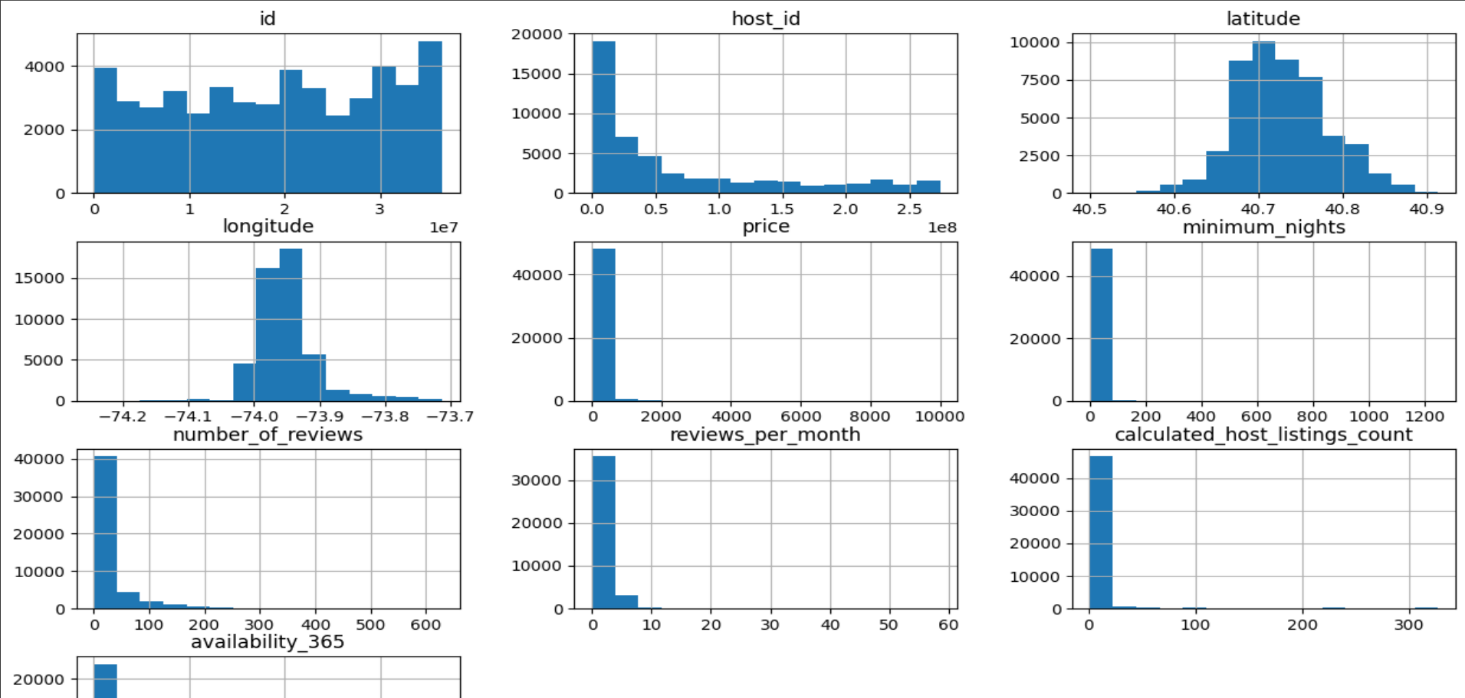 id
4000
2000
0
0 1 2 3
1e7
host_id
20000
15000
10000
5000
0
0.0 0.5 1.0 1.5 2.0 2.5
1e8
latitude
10000
7500
5000
2500
0
40.5 40.6 40.7 40.8 40.9
longitude
15000
10000
5000
0
−74.2 −74.1 −74.0 −73.9 −73.8 −73.7
price
40000
20000
0
0 2000 4000 6000 8000 10000
minimum_nights
40000
20000
0
0 200 400 600 800 1000 1200
number_of_reviews
40000
30000
20000
10000
0
0 100 200 300 400 500 600
reviews_per_month
30000
20000
10000
0
0 10 20 30 40 50 60
calculated_host_listings_count
40000
30000
20000
10000
0
0 100 200 300
availability_365
20000